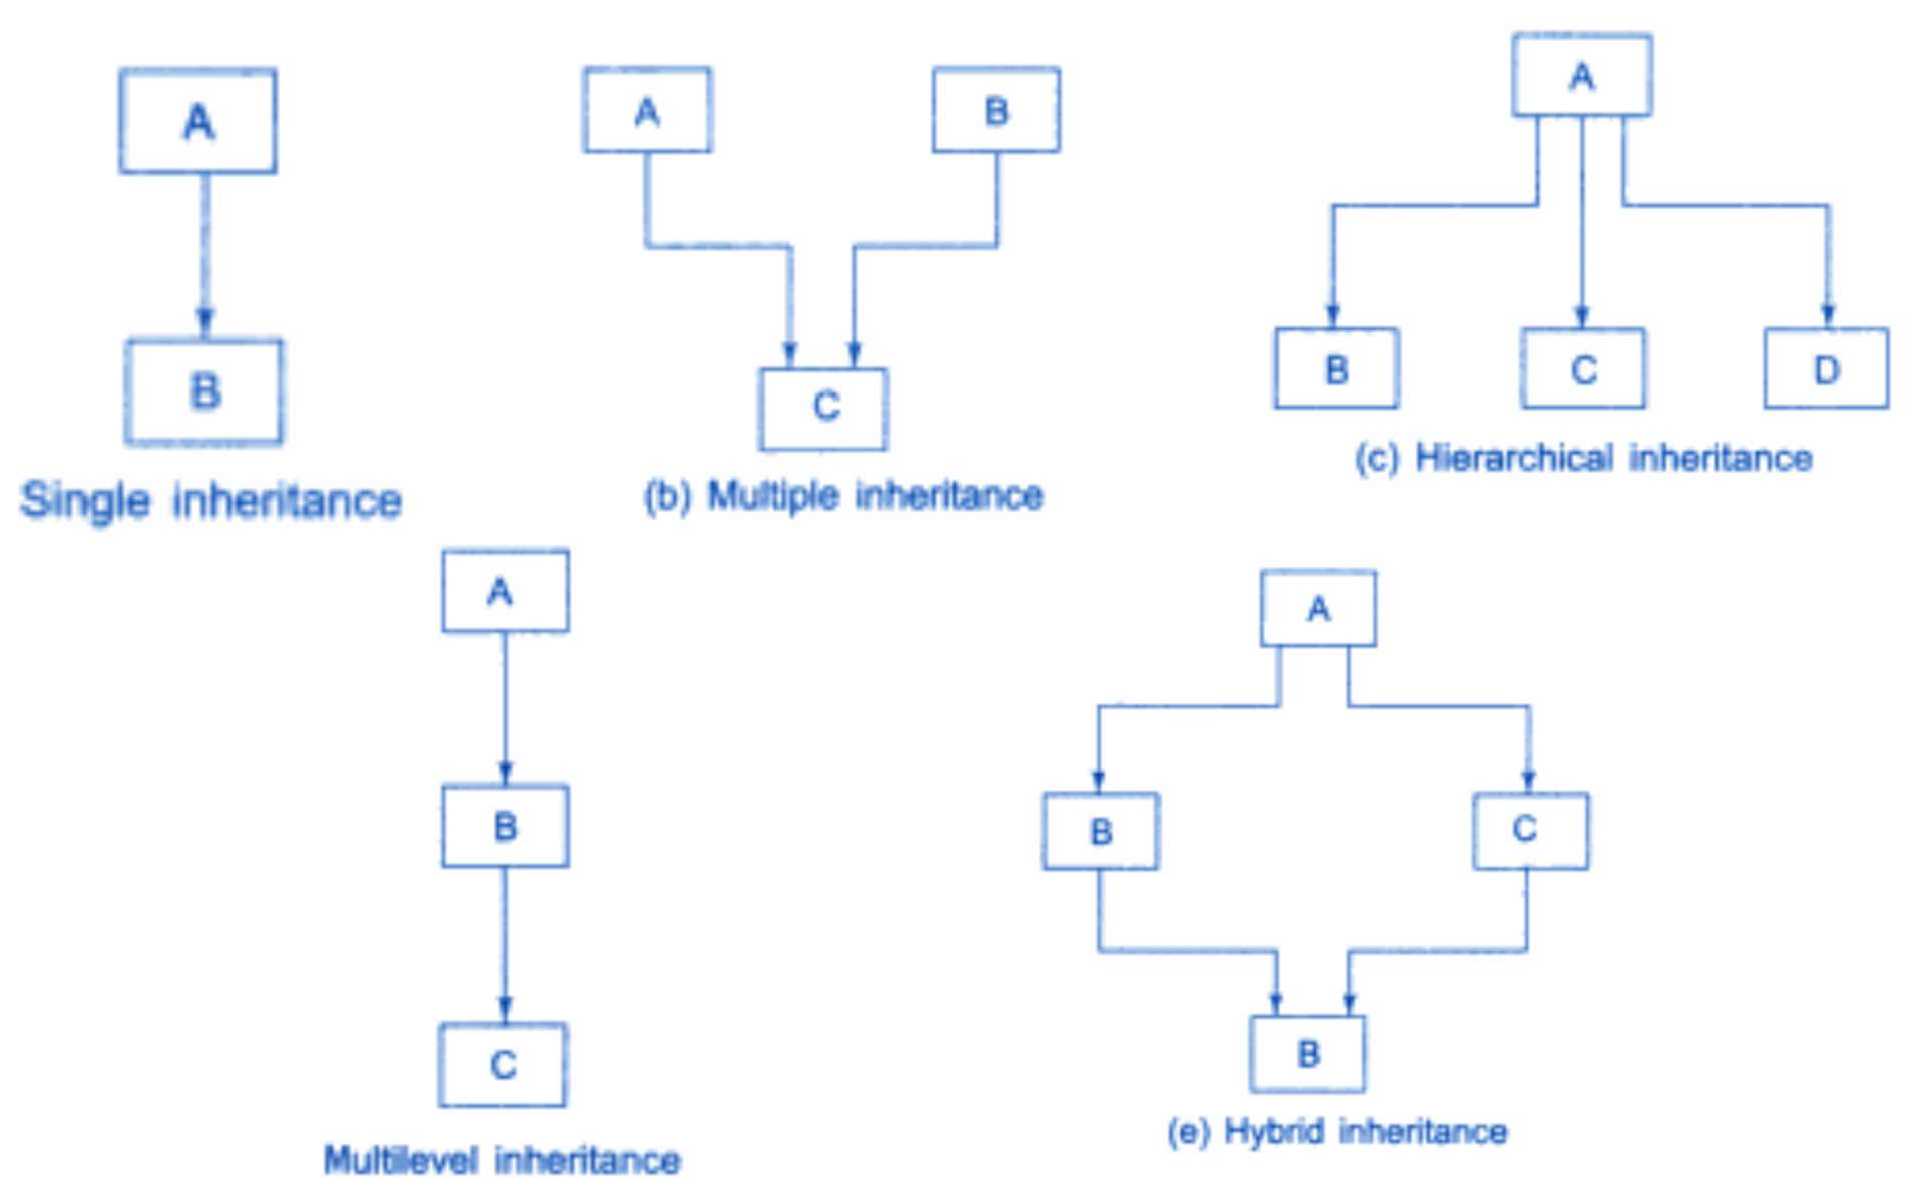 A
B
Single inheritance
A
B
C
(b) Multiple inheritance
A
B
C
D
(c) Hierarchical inheritance
A
B
C
Multilevel inheritance
A
B
C
B
(e) Hybrid inheritance